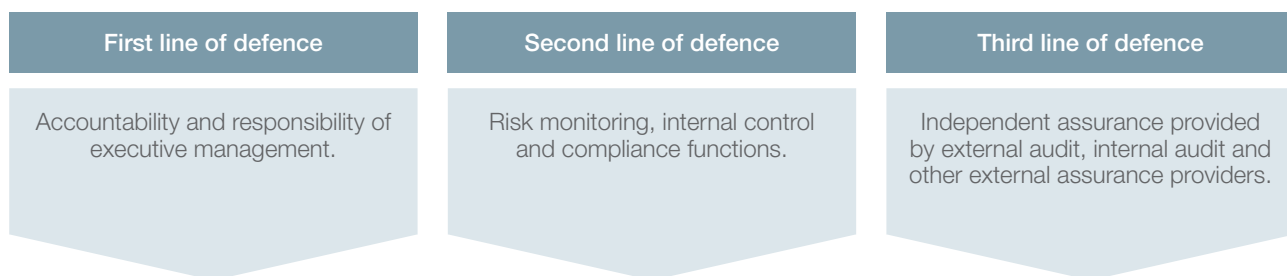 First line of defence
Accountability and responsibility of
executive management.
Second line of defence
Risk monitoring, internal control
and compliance functions.
Third line of defence
Independent assurance provided
by external audit, internal audit and
other external assurance providers.